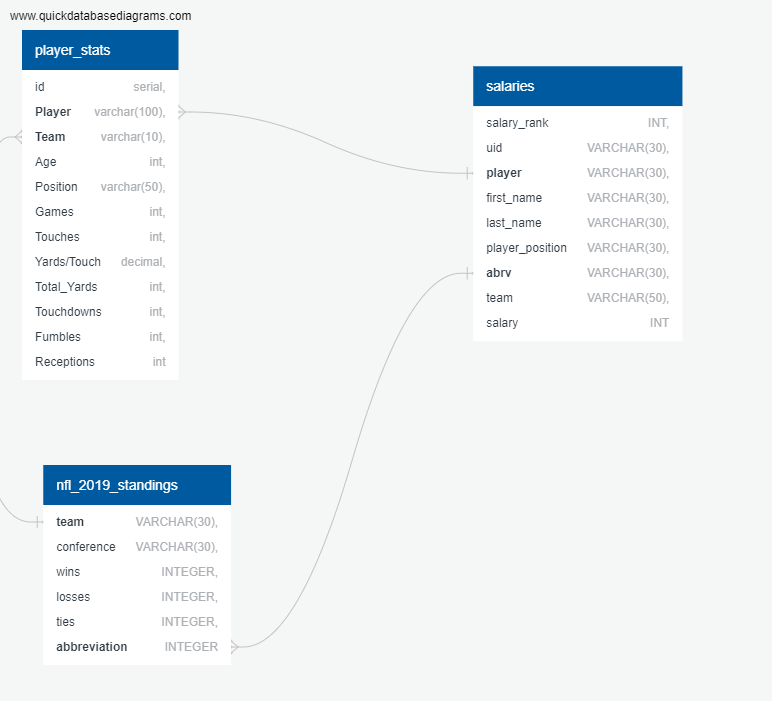 www.quickdatabasediagrams.com
player_stats
id serial,
Player varchar(100),
Team varchar(10),
Age int,
Position varchar(50),
Games int,
Touches int,
Yards/Touch decimal,
Total_Yards int,
Touchdowns int,
Fumbles int,
Receptions int
salaries
salary_rank INT,
uid VARCHAR(30),
player VARCHAR(30),
first_name VARCHAR(30),
last_name VARCHAR(30),
player_position VARCHAR(30),
abrv VARCHAR(30),
team VARCHAR(50),
salary INT
nfl_2019_standings
team VARCHAR(30),
conference VARCHAR(30),
wins INTEGER,
losses INTEGER,
ties INTEGER,
abbreviation INTEGER